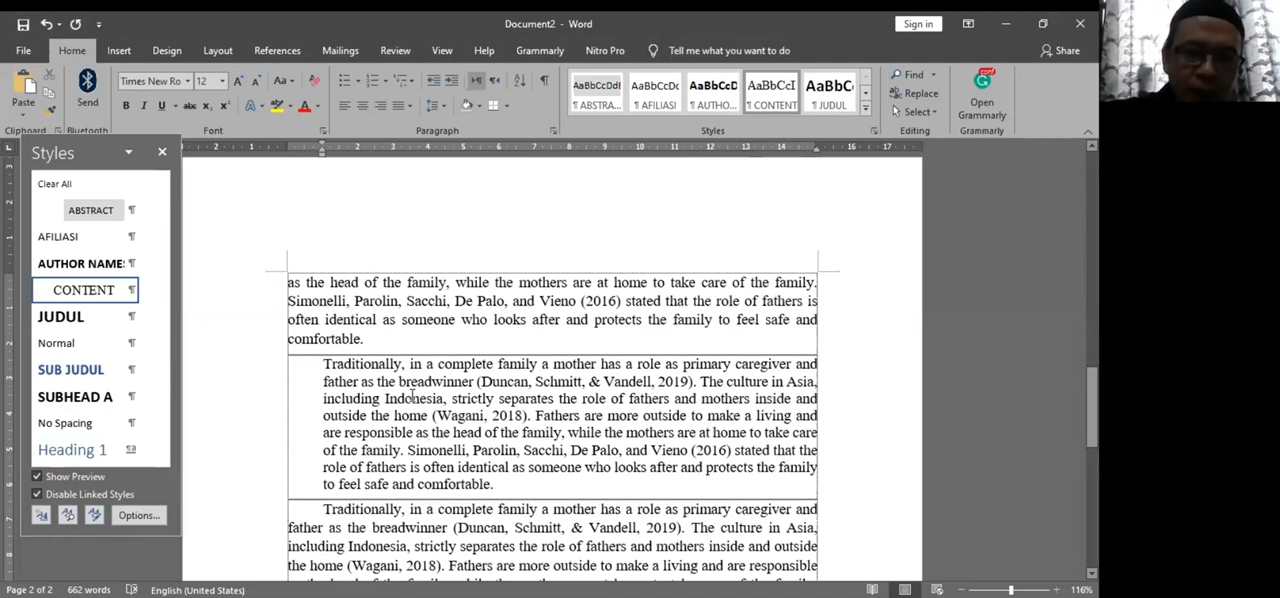 Document2 - Word
Sign in
File Home Insert Design Layout References Mailings Review View Help Grammarly Nitro Pro Tell me what you want to do Share
Times New Ro 12
Paste
Send
Clipboard Bluetooth Font Paragraph Styles Editing Grammarly
AaBbCcDdI AaBbCcDc AaBbCcD AaBbCcI AaBbC
¶ ABSTRA... ¶ AFILIASI ¶ AUTHO... ¶ CONTENT ¶ JUDUL
Find
Replace
Select
Open Grammarly
Styles
Clear All
ABSTRACT
AFILIASI
AUTHOR NAME:
CONTENT
JUDUL
Normal
SUB JUDUL
SUBHEAD A
No Spacing
Heading 1
Show Preview
Disable Linked Styles
Options...
as the head of the family, while the mothers are at home to take care of the family.
Simonelli, Parolin, Sacchi, De Palo, and Vieno (2016) stated that the role of fathers is
often identical as someone who looks after and protects the family to feel safe and
comfortable.
Traditionally, in a complete family a mother has a role as primary caregiver and
father as the breadwinner (Duncan, Schmitt, & Vandell, 2019). The culture in Asia,
including Indonesia, strictly separates the role of fathers and mothers inside and
outside the home (Wagani, 2018). Fathers are more outside to make a living and
are responsible as the head of the family, while the mothers are at home to take care
of the family. Simonelli, Parolin, Sacchi, De Palo, and Vieno (2016) stated that the
role of fathers is often identical as someone who looks after and protects the family
to feel safe and comfortable.
Traditionally, in a complete family a mother has a role as primary caregiver and
father as the breadwinner (Duncan, Schmitt, & Vandell, 2019). The culture in Asia,
including Indonesia, strictly separates the role of fathers and mothers inside and outside
the home (Wagani, 2018). Fathers are more outside to make a living and are responsible
Page 2 of 2 662 words English (United States) 116%